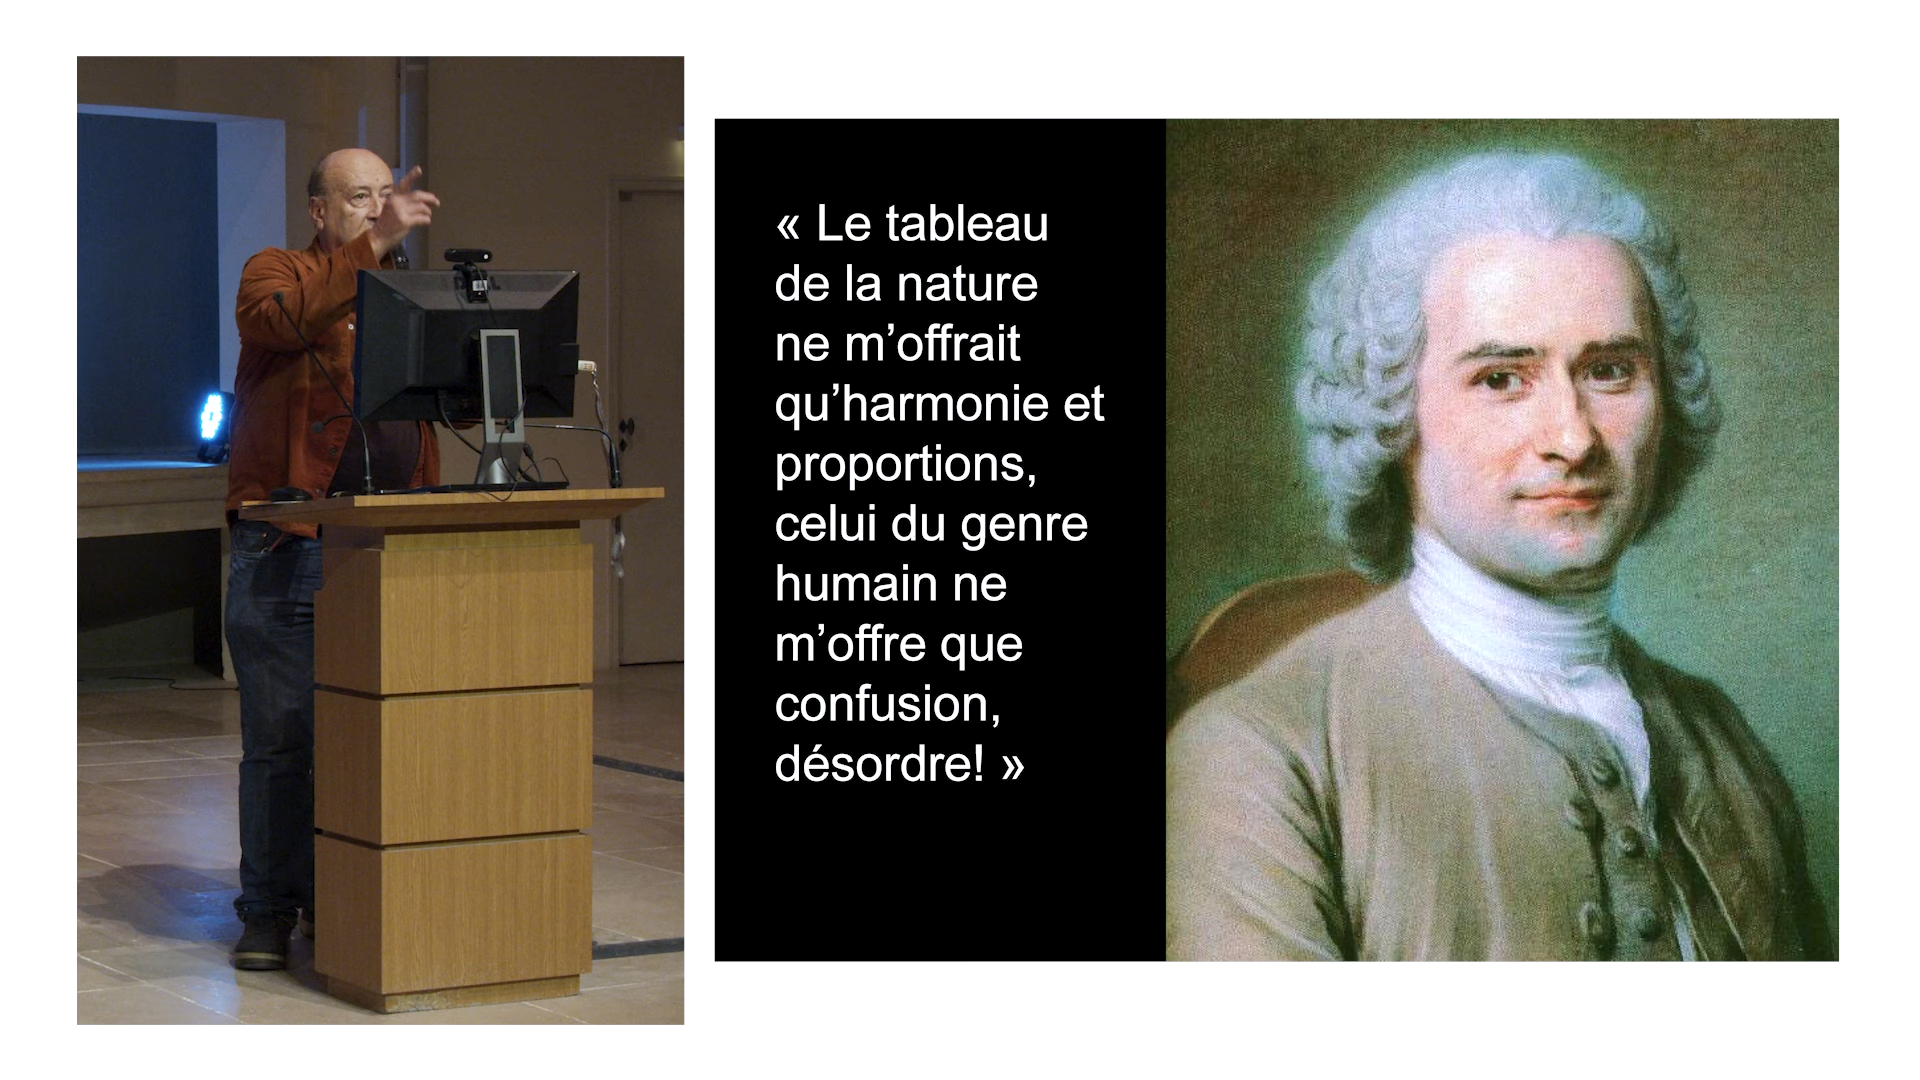 « Le tableau
de la nature
ne m’offrait
qu’harmonie et
proportions,
celui du genre
humain ne
m’offre que
confusion,
désordre! »